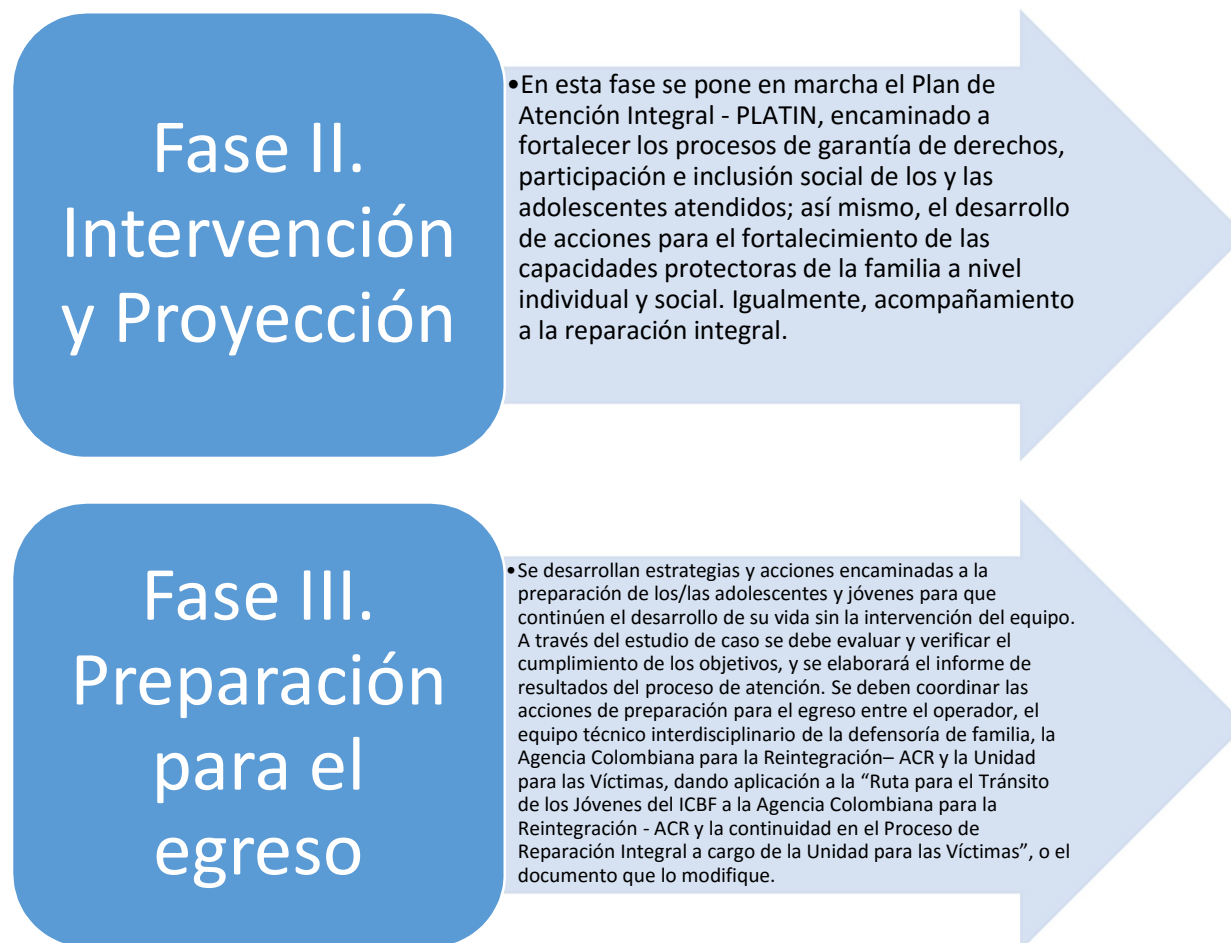 Fase II.
Intervención
y Proyección
•En esta fase se pone en marcha el Plan de
Atención Integral - PLATIN, encaminado a
fortalecer los procesos de garantía de derechos,
participación e inclusión social de los y las
adolescentes atendidos; así mismo, el desarrollo
de acciones para el fortalecimiento de las
capacidades protectoras de la familia a nivel
individual y social. Igualmente, acompañamiento
a la reparación integral.
Fase III.
Preparación
para el
egreso
•Se desarrollan estrategias y acciones encaminadas a la
preparación de los/las adolescentes y jóvenes para que
continúen el desarrollo de su vida sin la intervención del equipo.
A través del estudio de caso se debe evaluar y verificar el
cumplimiento de los objetivos, y se elaborará el informe de
resultados del proceso de atención. Se deben coordinar las
acciones de preparación para el egreso entre el operador, el
equipo técnico interdisciplinario de la defensoría de familia, la
Agencia Colombiana para la Reintegración– ACR y la Unidad
para las Víctimas, dando aplicación a la “Ruta para el Tránsito
de los Jóvenes del ICBF a la Agencia Colombiana para la
Reintegración - ACR y la continuidad en el Proceso de
Reparación Integral a cargo de la Unidad para las Víctimas”, o el
documento que lo modifique.